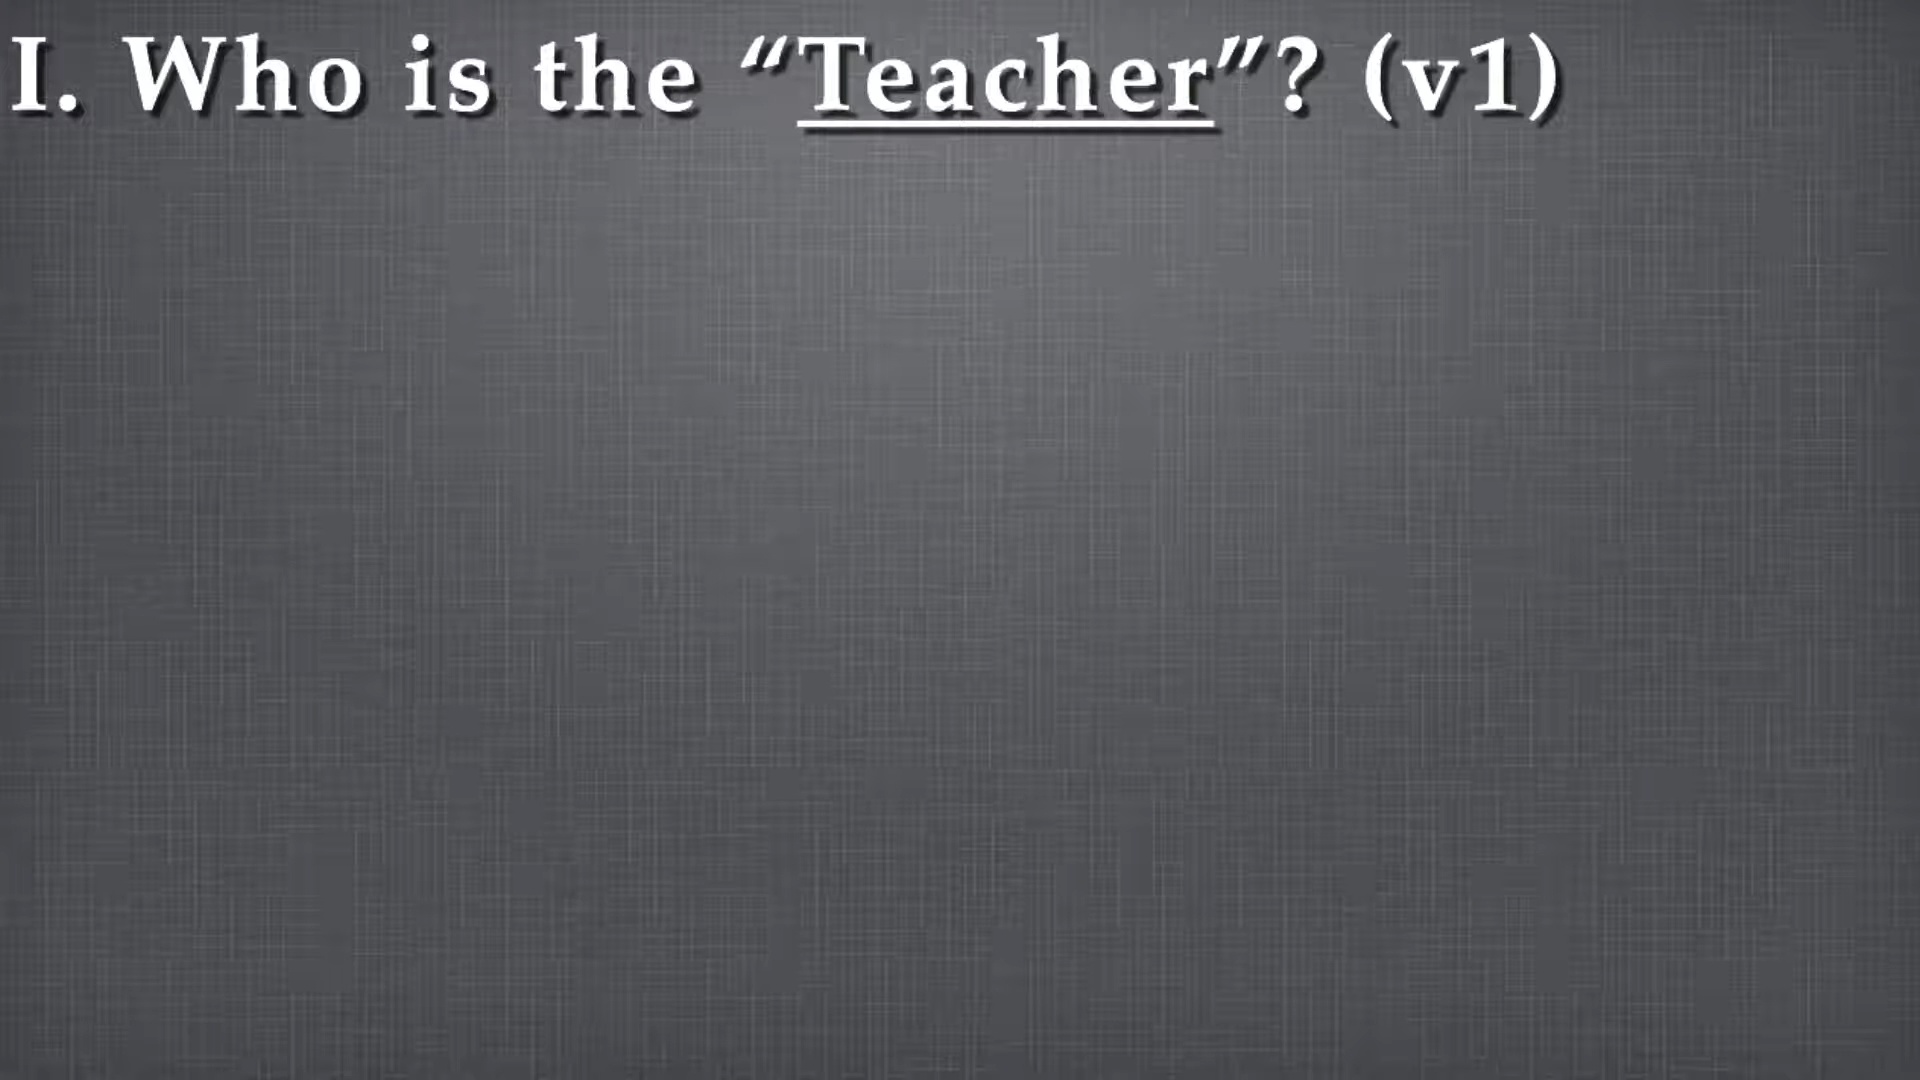 I. Who is the “Teacher”? (v1)